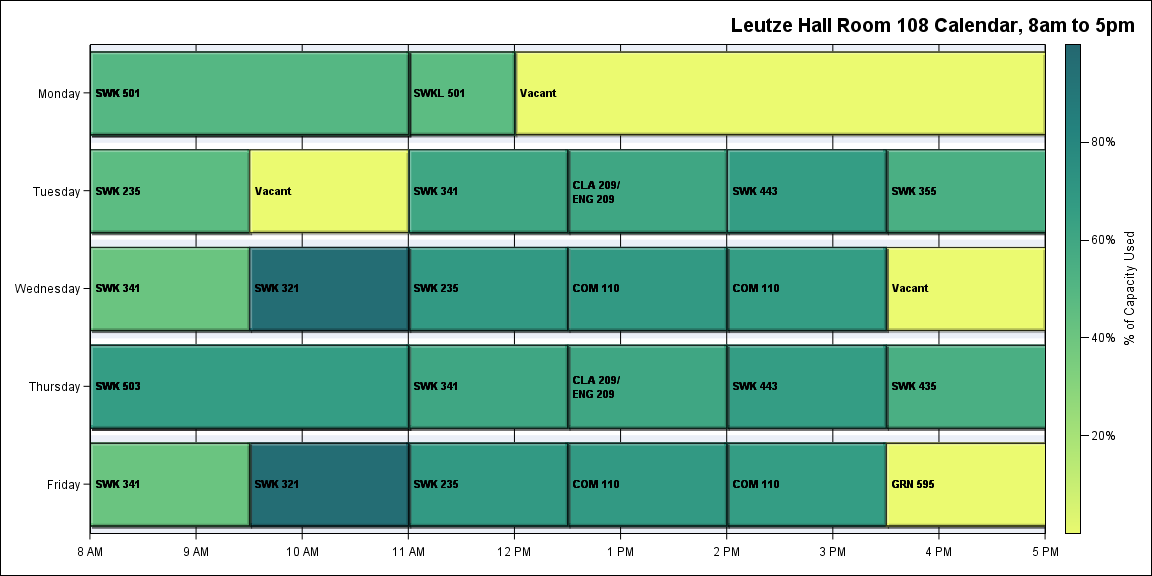 Leutze Hall Room 108 Calendar, 8am to 5pm
Monday
SWK 501
SWKL 501
Vacant
Tuesday
SWK 235
Vacant
SWK 341
CLA 209/
ENG 209
SWK 443
SWK 355
Wednesday
SWK 341
SWK 321
SWK 235
COM 110
COM 110
Vacant
Thursday
SWK 503
SWK 341
CLA 209/
ENG 209
SWK 443
SWK 435
Friday
SWK 341
SWK 321
SWK 235
COM 110
COM 110
GRN 595
8 AM
9 AM
10 AM
11 AM
12 PM
1 PM
2 PM
3 PM
4 PM
5 PM
80%
60%
40%
20%
% of Capacity Used